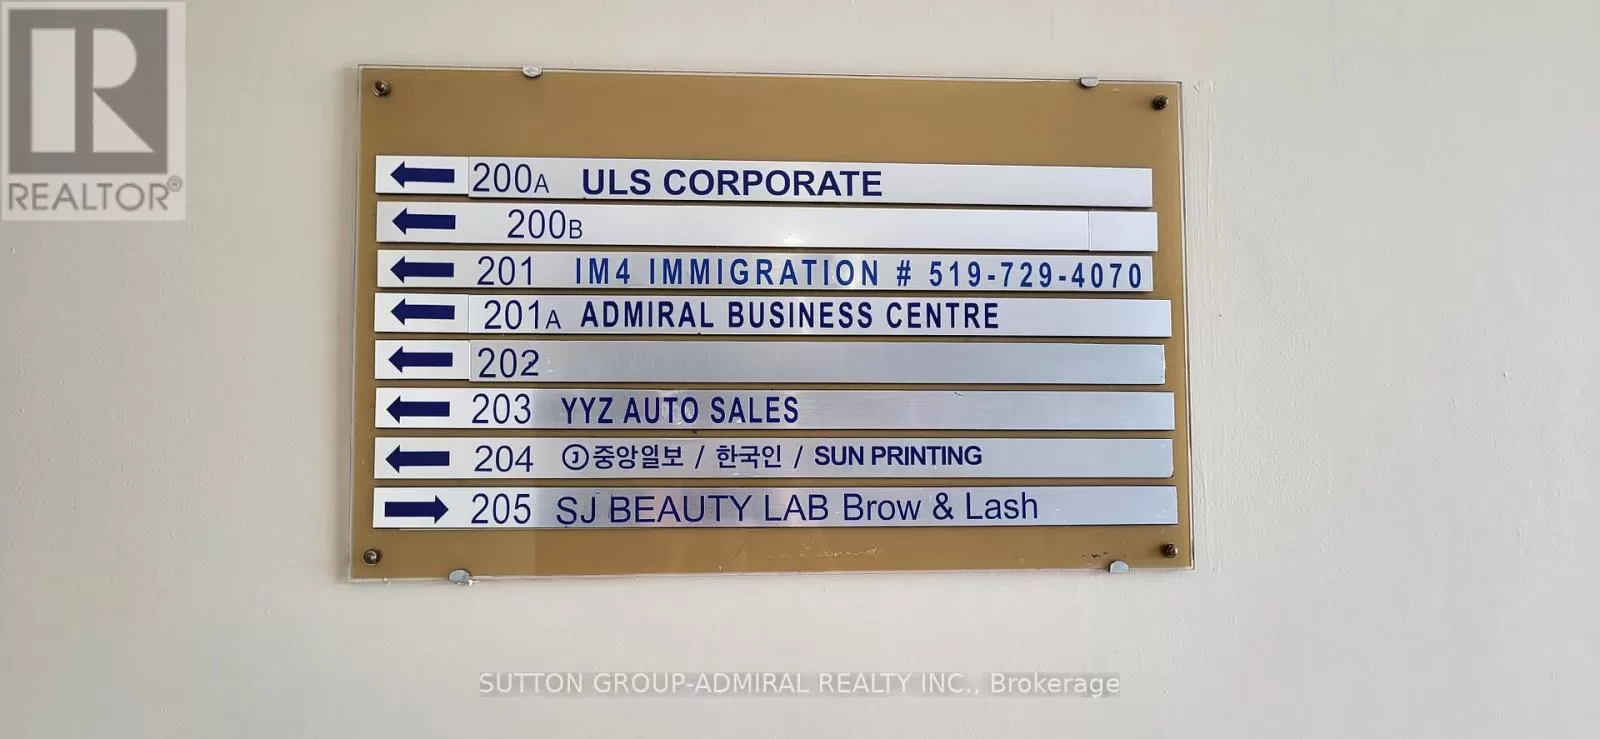 R
REALTOR®
← 200A ULS CORPORATE
← 200B
← 201 IM4 IMMIGRATION # 519-729-4070
← 201A ADMIRAL BUSINESS CENTRE
← 202
← 203 YYZ AUTO SALES
← 204 Ⓙ중앙일보 / 한국인 / SUN PRINTING
→ 205 SJ BEAUTY LAB Brow & Lash
SUTTON GROUP-ADMIRAL REALTY INC., Brokerage